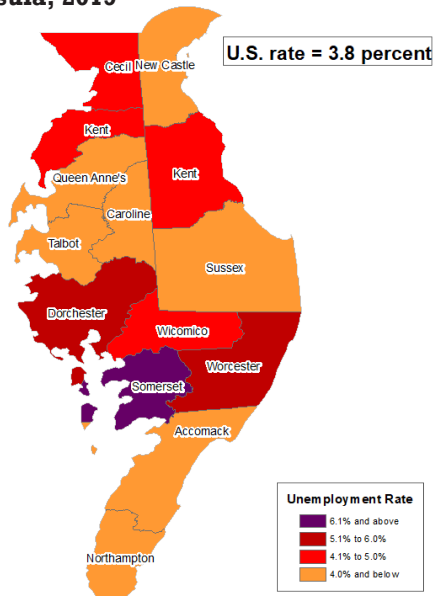 U.S. rate = 3.8 percent
Cecil
New Castle
Kent
Kent
Queen Anne's
Caroline
Talbot
Sussex
Dorchester
Wicomico
Worcester
Somerset
Accomack
Northampton
Unemployment Rate
6.1% and above
5.1% to 6.0%
4.1% to 5.0%
4.0% and below